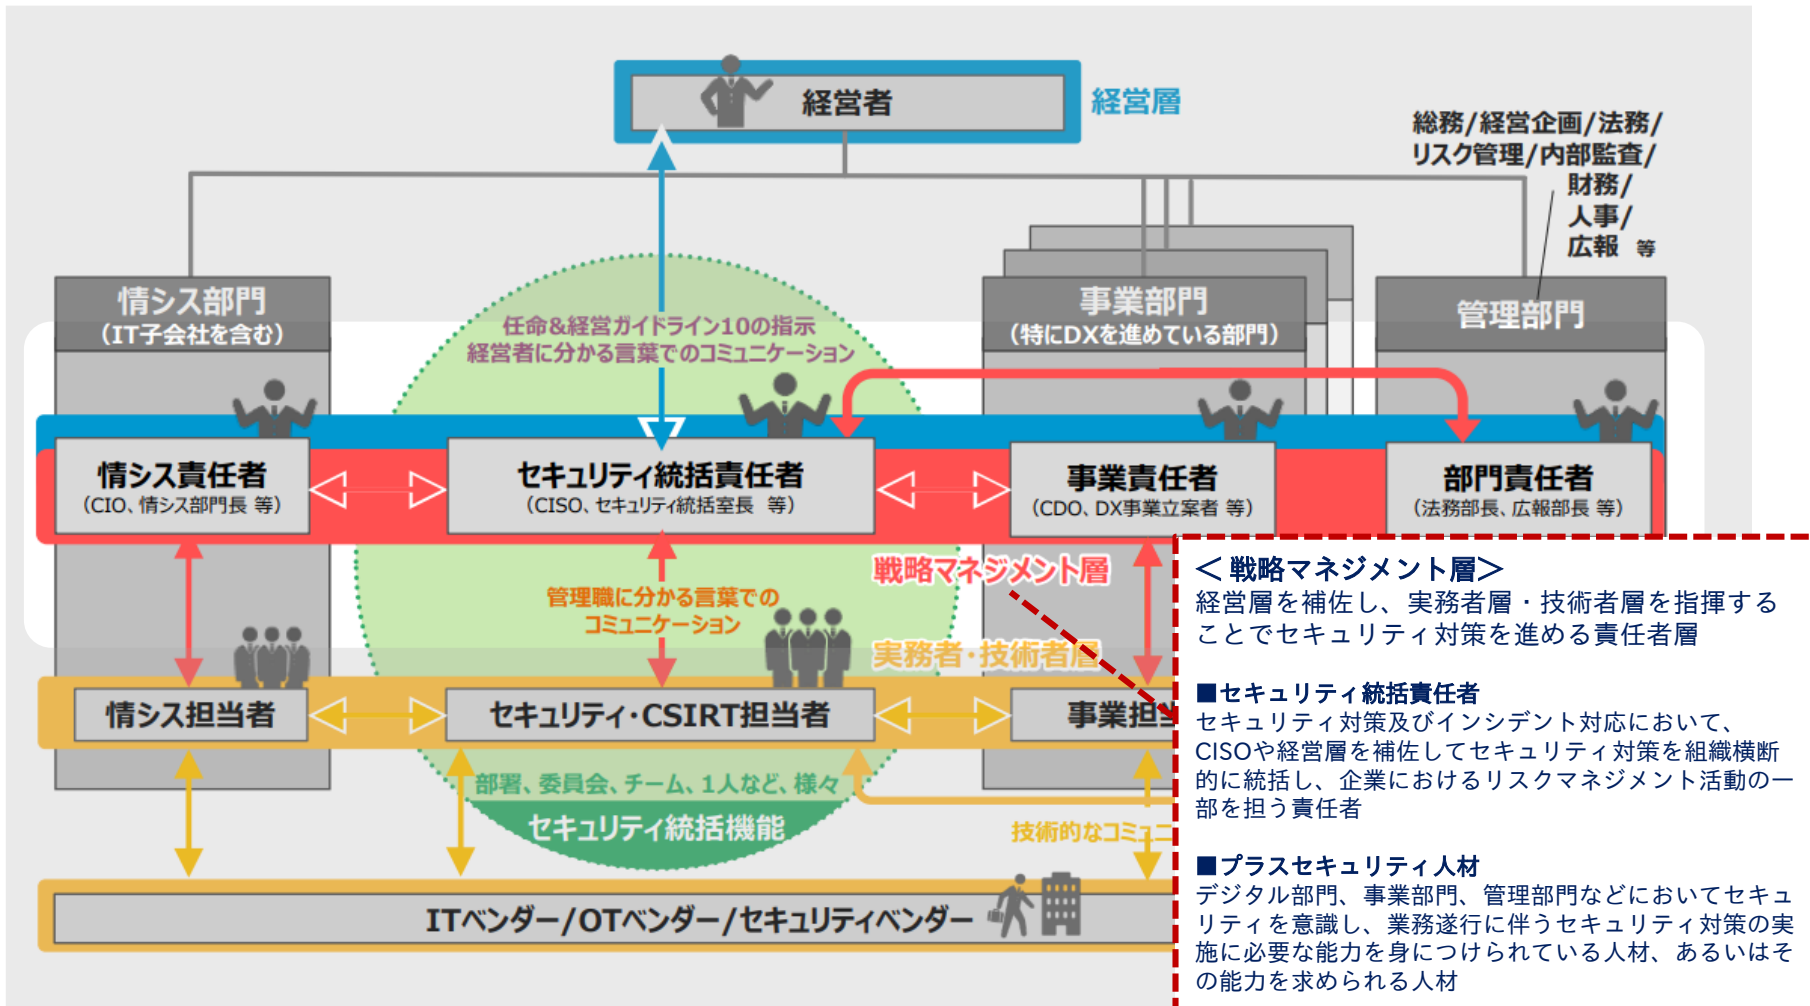 経営者
経営層
総務/経営企画/法務/
リスク管理/内部監査/
財務/
人事/
広報 等
情シス部門
(IT子会社を含む)
任命&経営ガイドライン10の指示
経営者に分かる言葉でのコミュニケーション
事業部門
(特にDXを進めている部門)
管理部門
情シス責任者
(CIO、情シス部門長 等)
セキュリティ統括責任者
(CISO、セキュリティ統括室長 等)
事業責任者
(CDO、DX事業立案者 等)
部門責任者
(法務部長、広報部長 等)
戦略マネジメント層
管理職に分かる言葉での
コミュニケーション
実務者・技術者層
情シス担当者
セキュリティ・CSIRT担当者
事業担当
部署、委員会、チーム、1人など、様々
セキュリティ統括機能
技術的なコミュニ
ITベンダー/OTベンダー/セキュリティベンダー
＜戦略マネジメント層＞
経営層を補佐し、実務者層・技術者層を指揮する
ことでセキュリティ対策を進める責任者層
■セキュリティ統括責任者
セキュリティ対策及びインシデント対応において、
CISOや経営層を補佐してセキュリティ対策を組織横断
的に統括し、企業におけるリスクマネジメント活動の一
部を担う責任者
■プラスセキュリティ人材
デジタル部門、事業部門、管理部門などにおいてセキュ
リティを意識し、業務遂行に伴うセキュリティ対策の実
施に必要な能力を身につけられている人材、あるいはそ
の能力を求められる人材